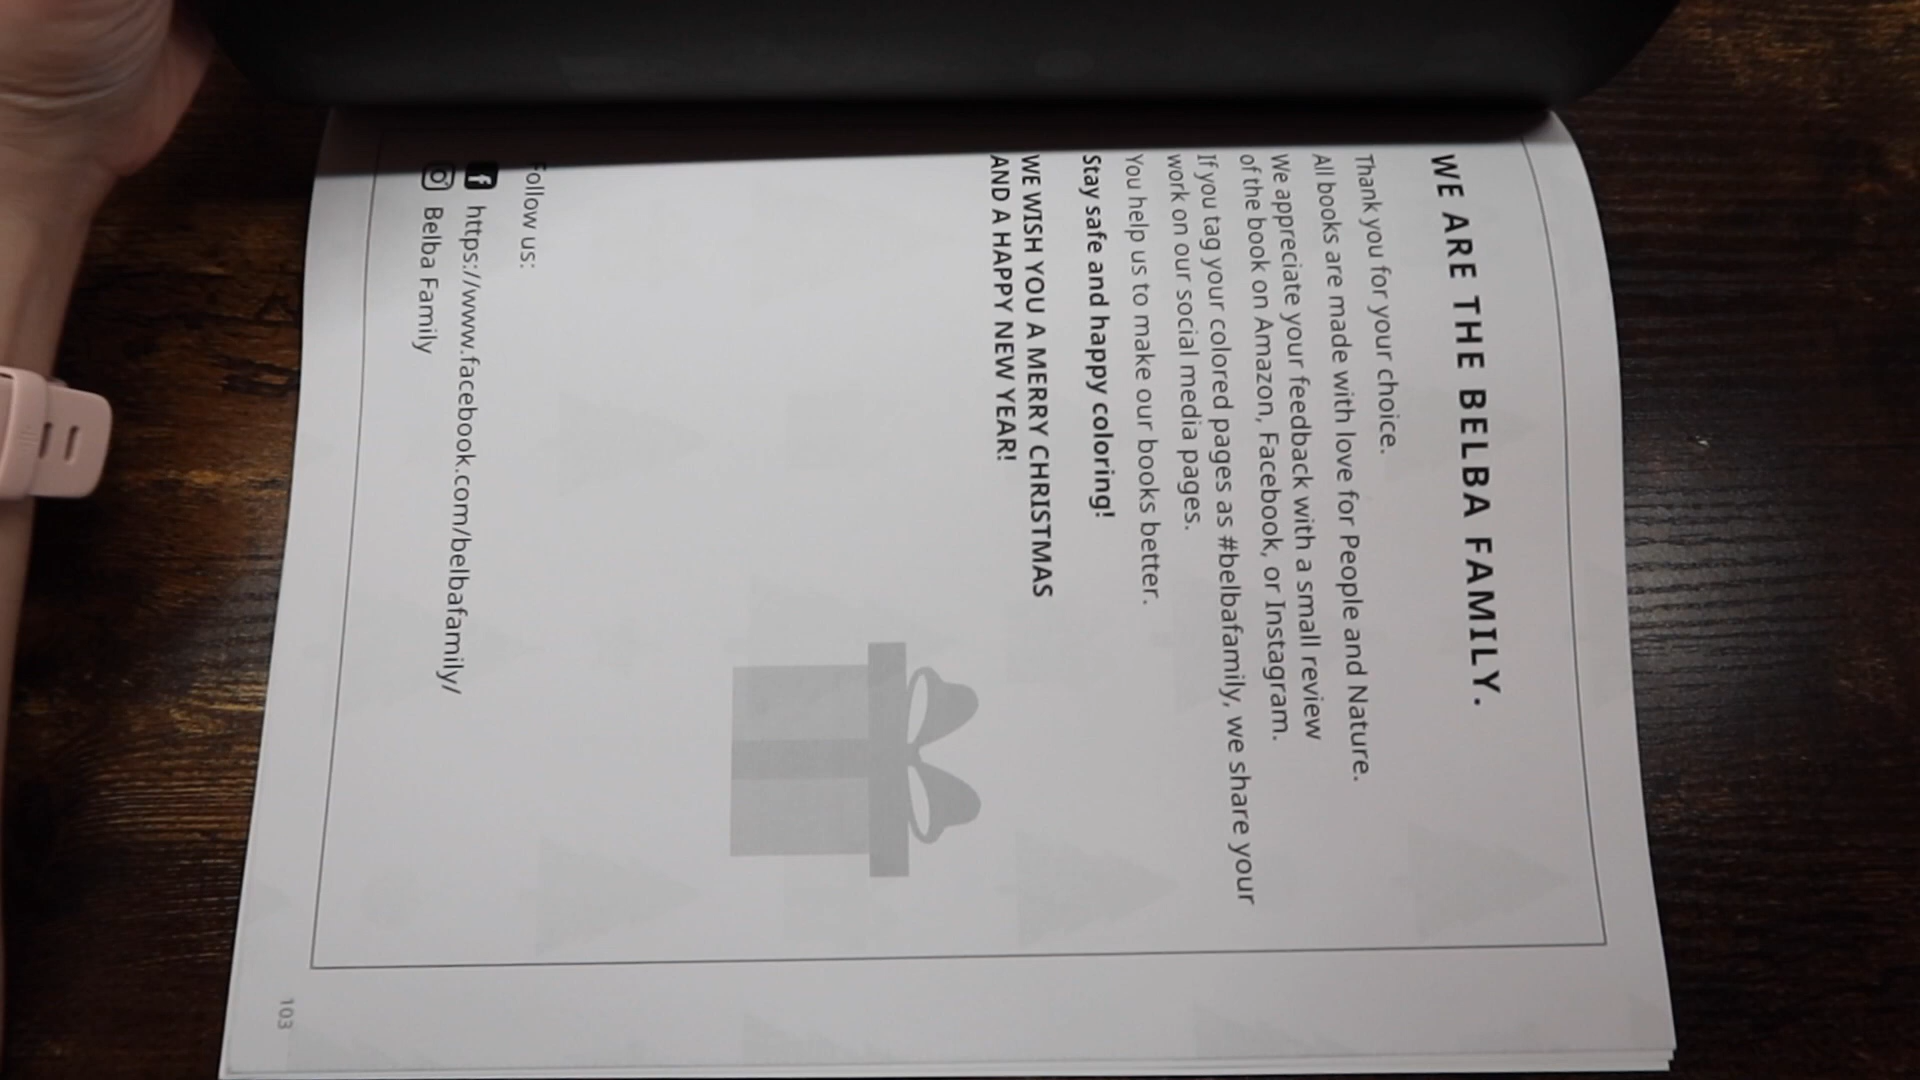 WE ARE THE BELBA FAMILY.
Thank you for your choice.
All books are made with love for People and Nature.
We appreciate your feedback with a small review
of the book on Amazon, Facebook, or Instagram.
If you tag your colored pages as #belbafamily, we share your
work on our social media pages.
You help us to make our books better.
Stay safe and happy coloring!
WE WISH YOU A MERRY CHRISTMAS
AND A HAPPY NEW YEAR!
Follow us:
https://www.facebook.com/belbafamily/
Belba Family
103